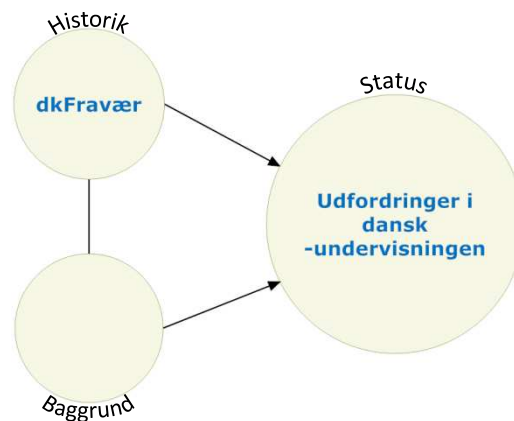 Historik
dkFravær
Status
Udfordringer i
dansk
-undervisningen
Baggrund